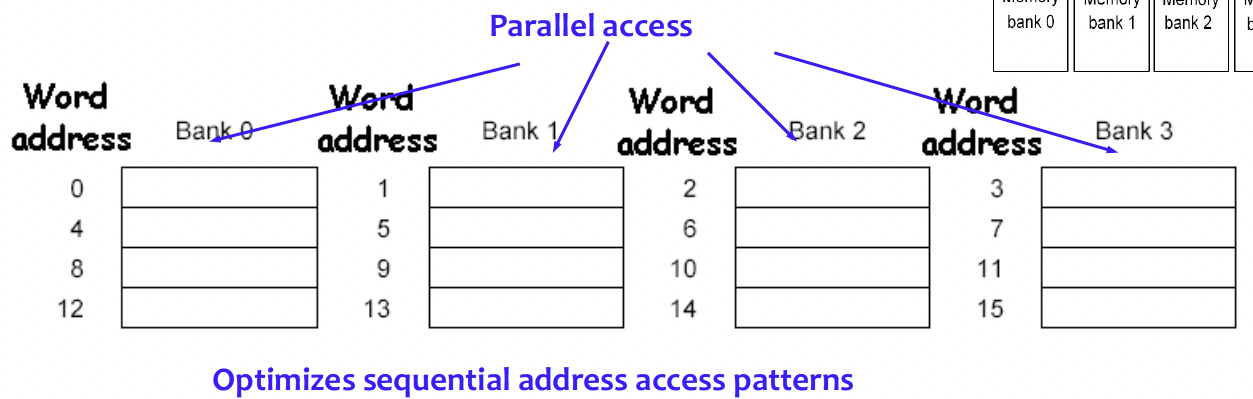 Memory Memory Memory
bank 0 bank 1 bank 2
Parallel access
Word address Bank 0
Word address Bank 1
Word address Bank 2
Word address Bank 3
0 1 2 3
4 5 6 7
8 9 10 11
12 13 14 15
Optimizes sequential address access patterns